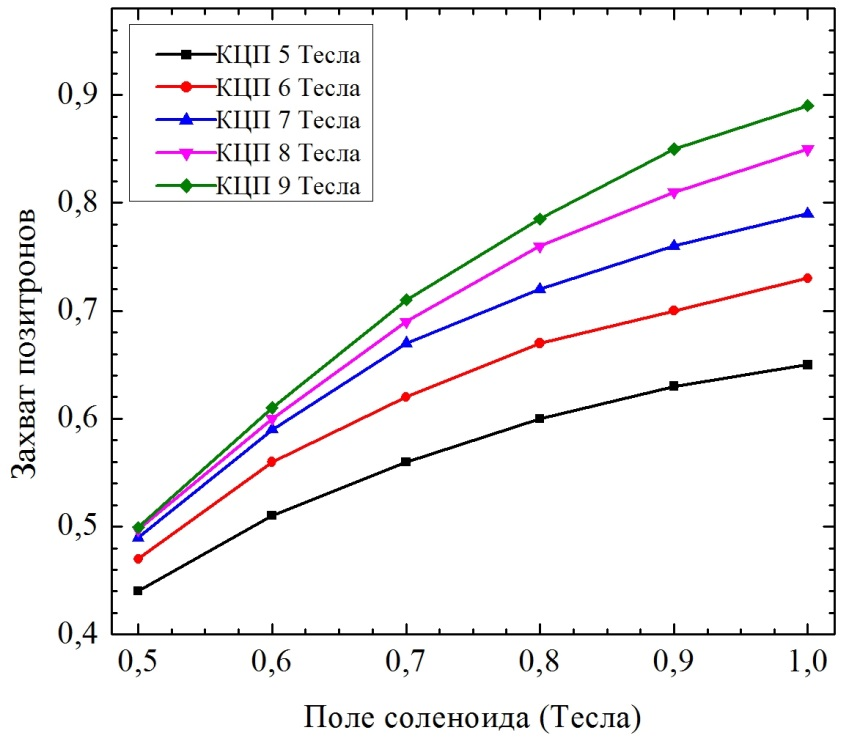 КЦП 5 Тесла
КЦП 6 Тесла
КЦП 7 Тесла
КЦП 8 Тесла
КЦП 9 Тесла
0,9
0,8
0,7
0,6
0,5
0,4
Захват позитронов
0,5 0,6 0,7 0,8 0,9 1,0
Поле соленоида (Тесла)